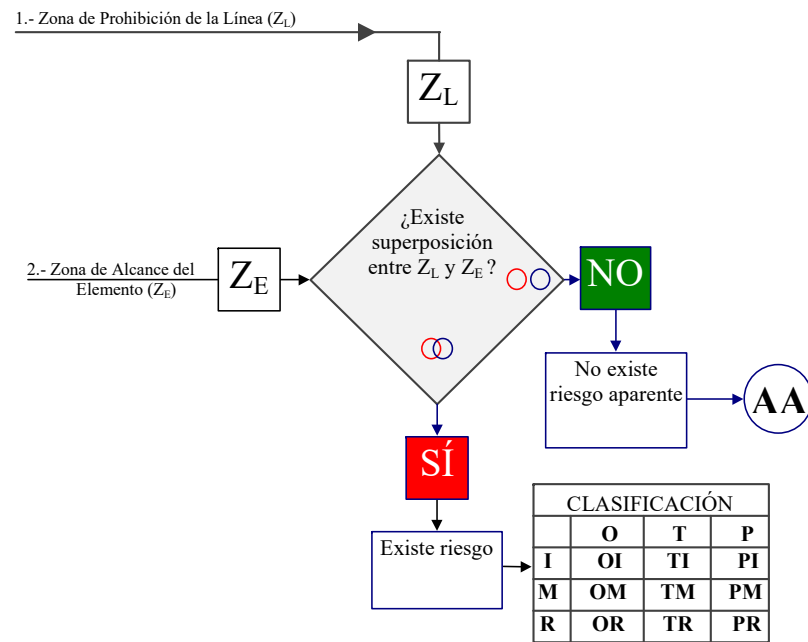 1.- Zona de Prohibición de la Línea (ZL)
ZL
¿Existe
superposición
entre ZL y ZE ?
2.- Zona de Alcance del
Elemento (ZE)
ZE
NO
No existe
riesgo aparente
AA
SÍ
Existe riesgo
CLASIFICACIÓN
O T P
I OI TI PI
M OM TM PM
R OR TR PR